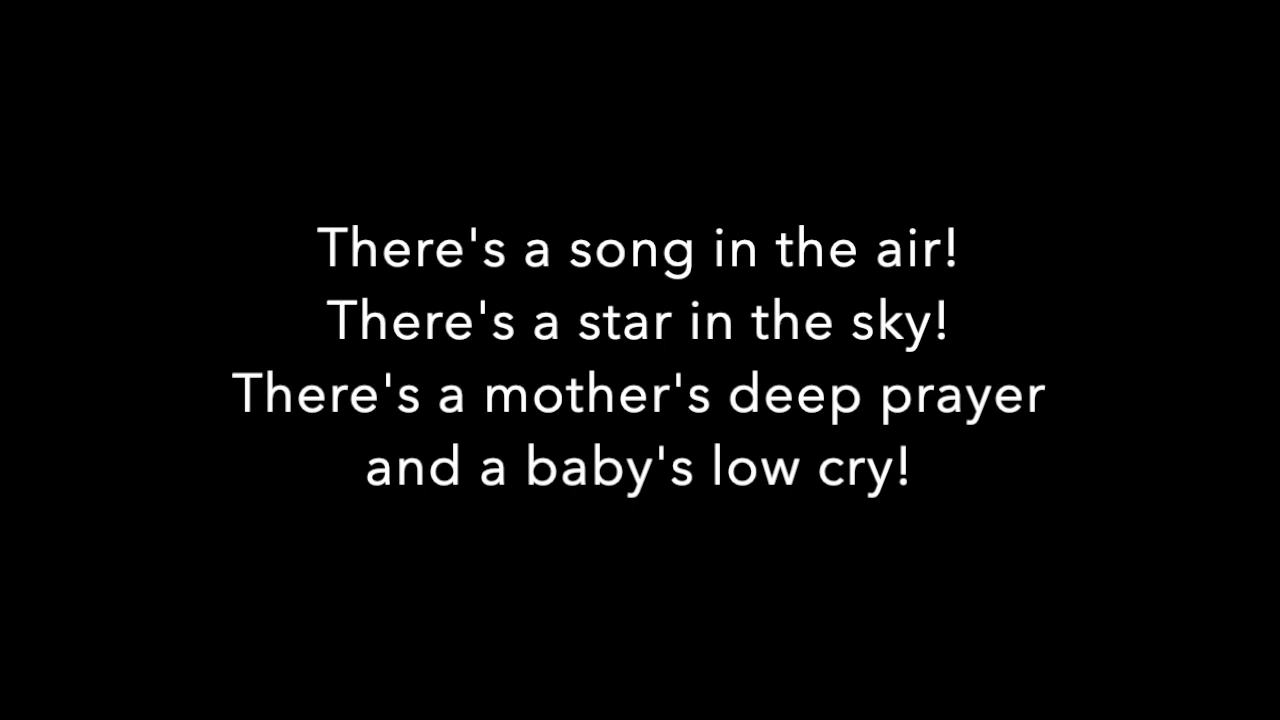 There's a song in the air!
There's a star in the sky!
There's a mother's deep prayer
and a baby's low cry!